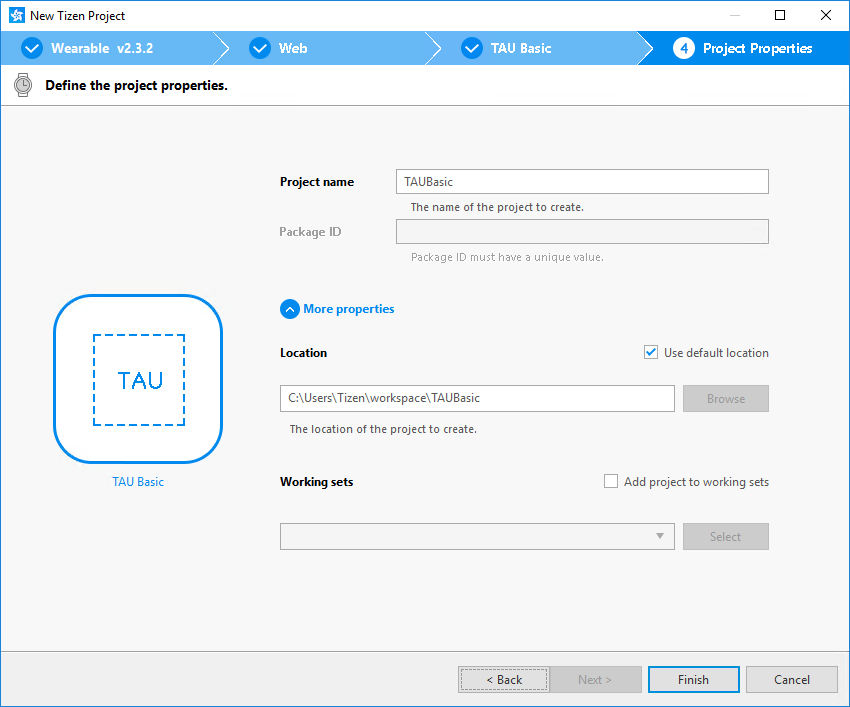 New Tizen Project
Wearable v2.3.2
Web
TAU Basic
4 Project Properties
Define the project properties.
Project name
TAUBasic
The name of the project to create.
Package ID
Package ID must have a unique value.
More properties
Location
Use default location
C:\Users\Tizen\workspace\TAUBasic
Browse
The location of the project to create.
TAU
TAU Basic
Working sets
Add project to working sets
Select
< Back
Next >
Finish
Cancel